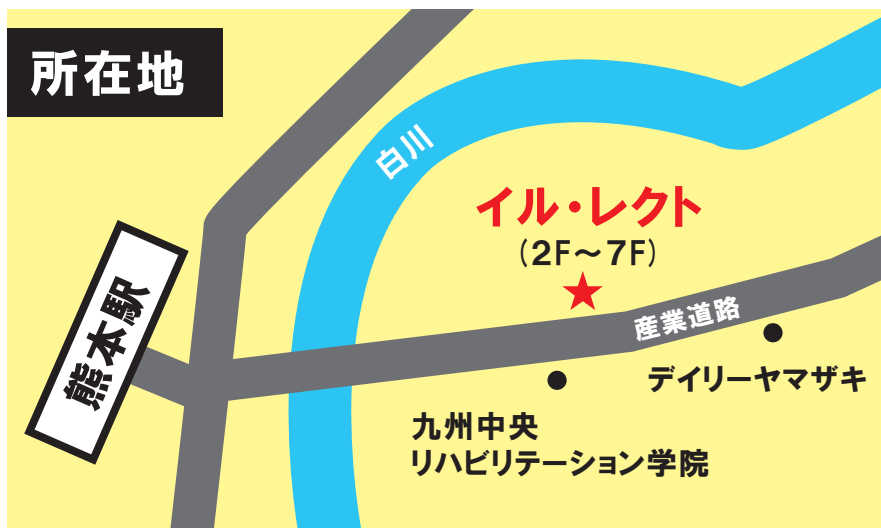 所在地
白川
イル・レクト
(2F〜7F)
産業道路
熊本駅
デイリーヤマザキ
九州中央
リハビリテーション学院